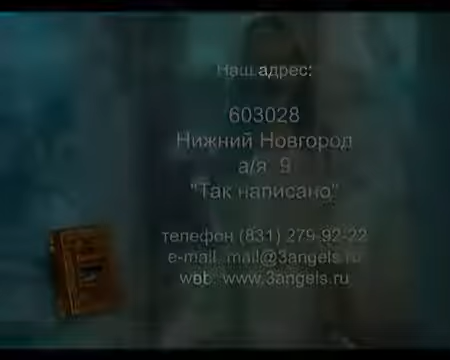 Наш адрес:
603028
Нижний Новгород
а/я 9
"Так написано"
телефон (831) 279-92-22
e-mail: mail@3angels.ru
web: www.3angels.ru